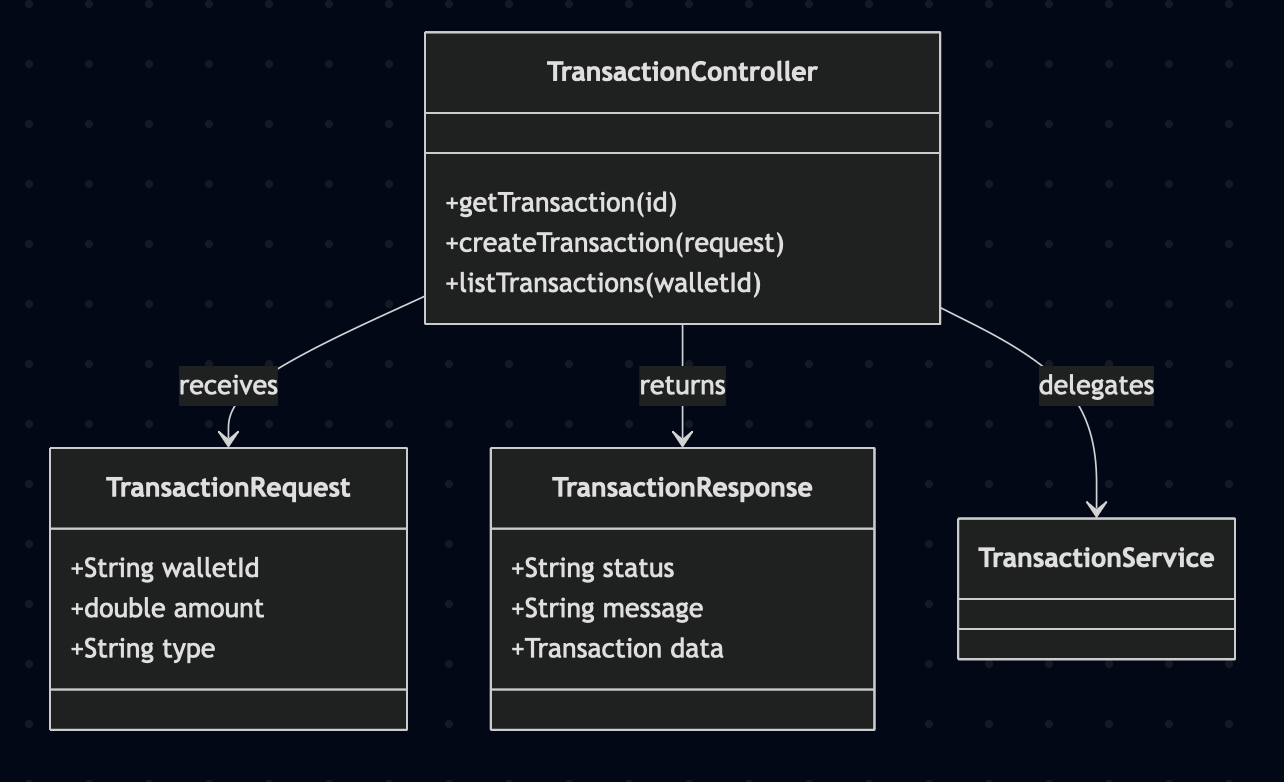 TransactionController
+getTransaction(id)
+createTransaction(request)
+listTransactions(walletId)
receives
returns
delegates
TransactionRequest
+String walletId
+double amount
+String type
TransactionResponse
+String status
+String message
+Transaction data
TransactionService